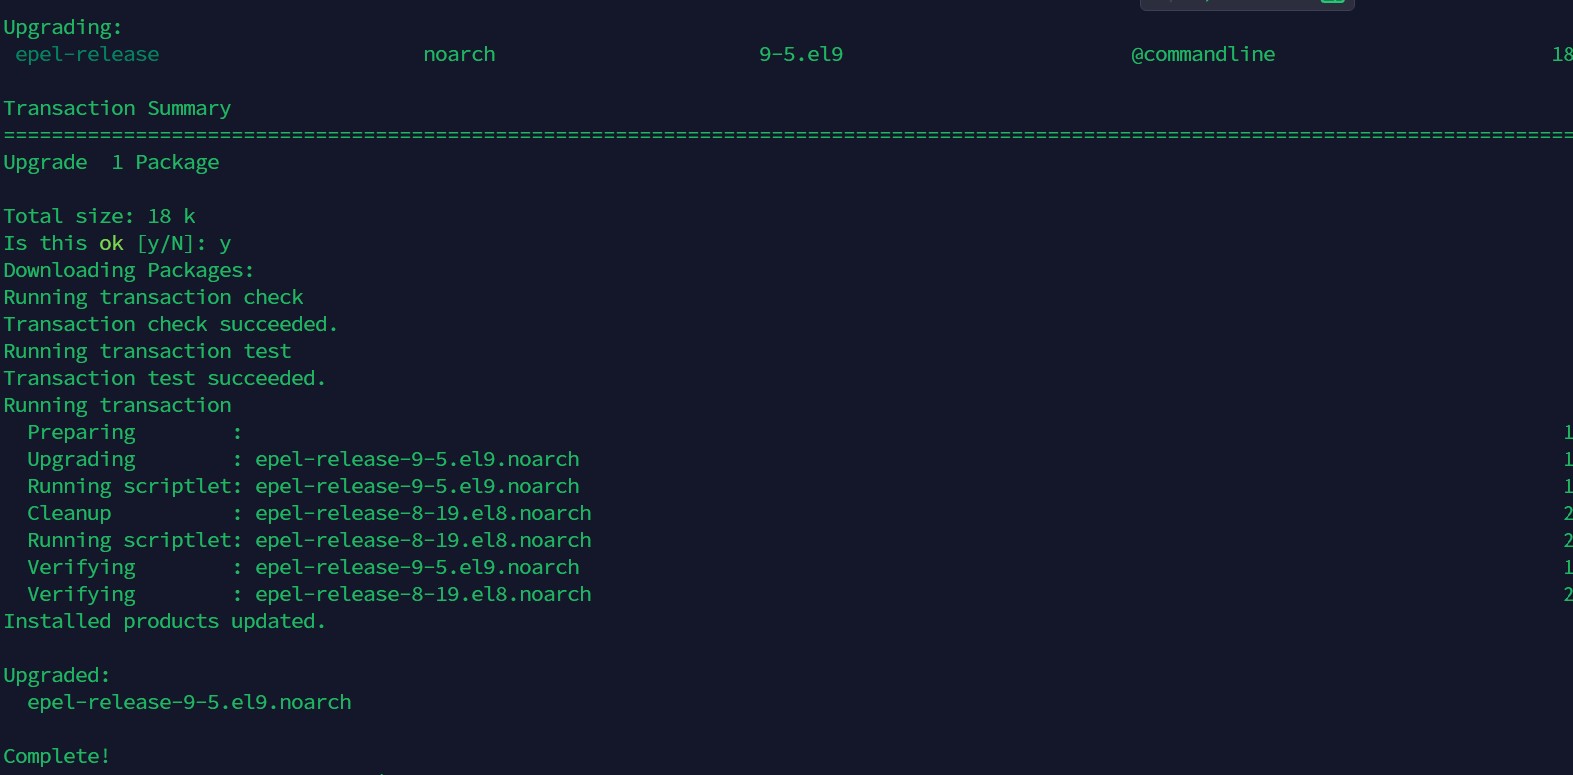 Upgrading:
epel-release noarch 9-5.el9 @commandline 18
Transaction Summary
===================================================================================================================================
Upgrade 1 Package
Total size: 18 k
Is this ok [y/N]: y
Downloading Packages:
Running transaction check
Transaction check succeeded.
Running transaction test
Transaction test succeeded.
Running transaction
Preparing : 1
Upgrading : epel-release-9-5.el9.noarch 1
Running scriptlet: epel-release-9-5.el9.noarch 1
Cleanup : epel-release-8-19.el8.noarch 2
Running scriptlet: epel-release-8-19.el8.noarch 2
Verifying : epel-release-9-5.el9.noarch 1
Verifying : epel-release-8-19.el8.noarch 2
Installed products updated.
Upgraded:
epel-release-9-5.el9.noarch
Complete!